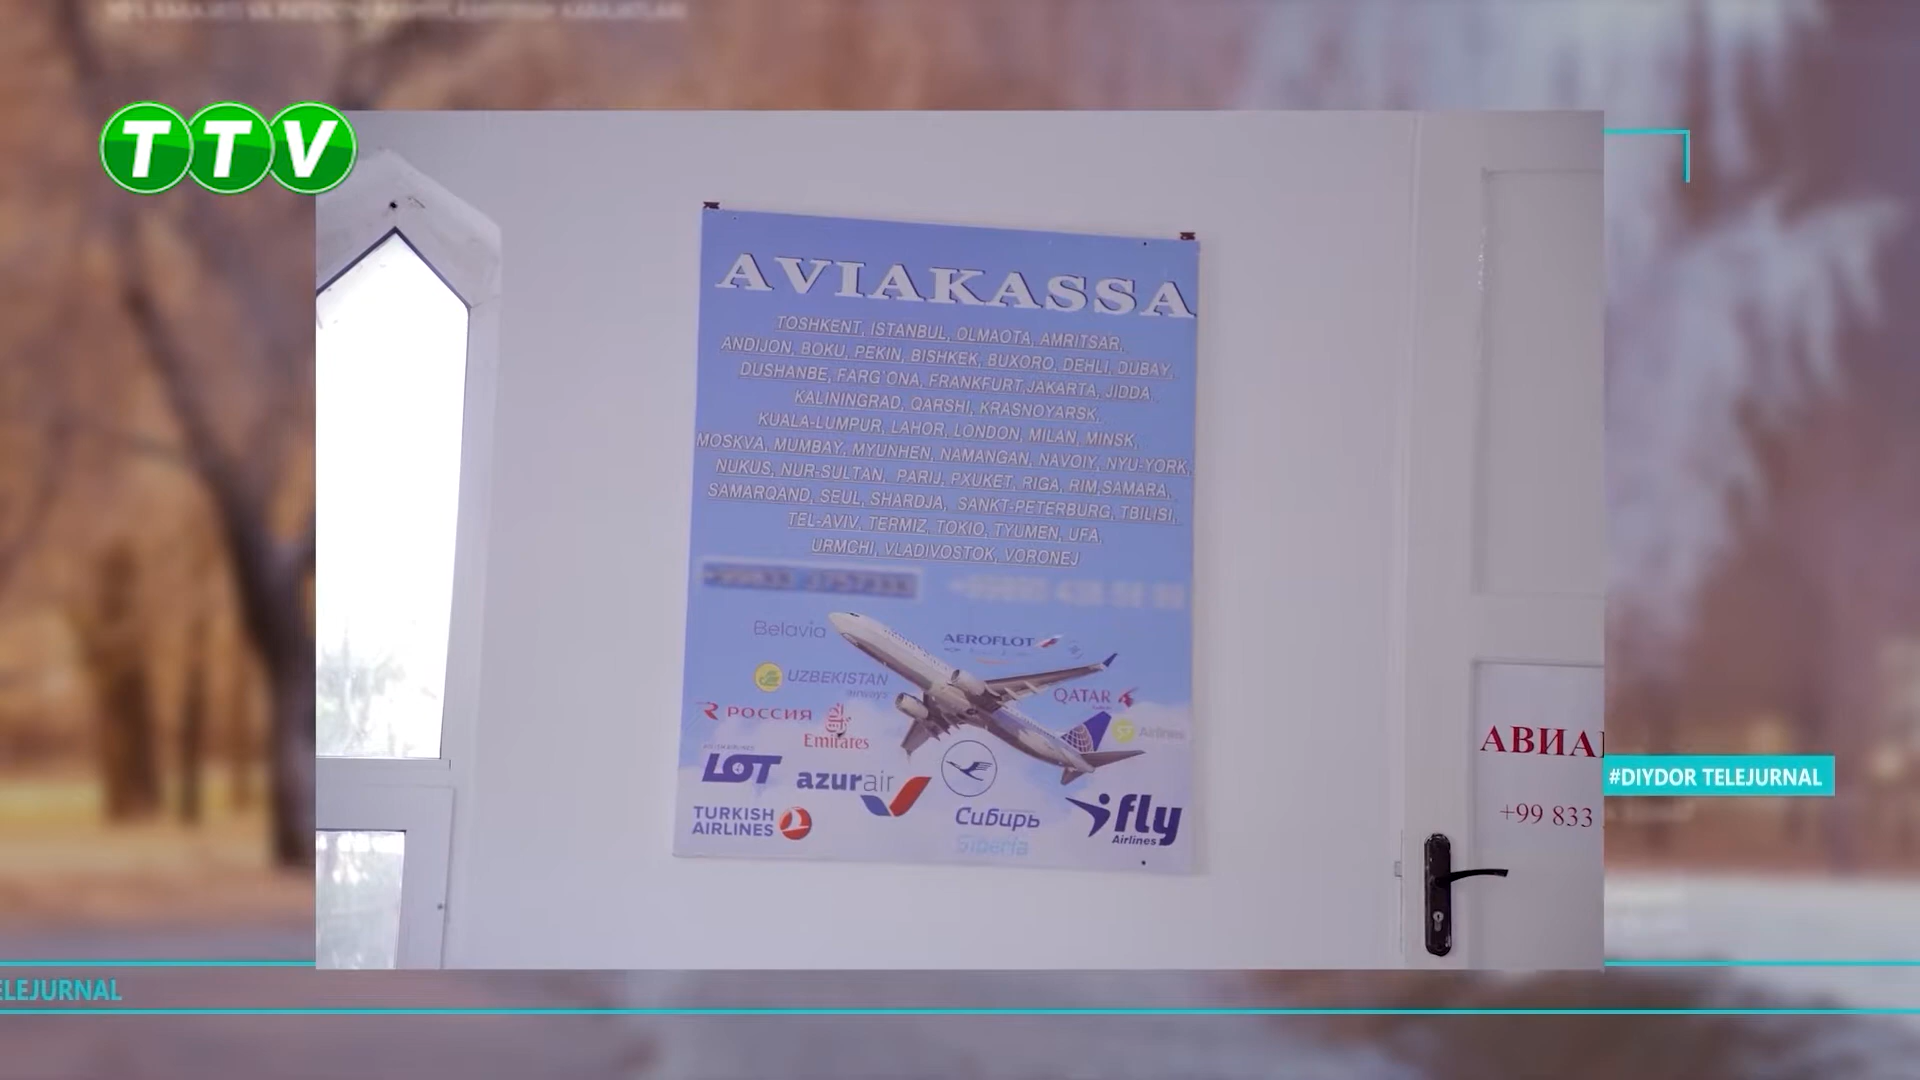 TTV
AVIAKASSA
TOSHKENT, ISTANBUL, OLMAOTA, AMRITSAR,
ANDIJON, BOKU, PEKIN, BISHKEK, BUXORO, DEHLI, DUBAY,
DUSHANBE, FARG`ONA, FRANKFURT,JAKARTA, JIDDA,
KALININGRAD, QARSHI, KRASNOYARSK,
KUALA-LUMPUR, LAHOR, LONDON, MILAN, MINSK,
MOSKVA, MUMBAY, MYUNHEN, NAMANGAN, NAVOIY, NYU-YORK,
NUKUS, NUR-SULTAN, PARIJ, PXUKET, RIGA, RIM,SAMARA,
SAMARQAND, SEUL, SHARDJA, SANKT-PETERBURG, TBILISI,
TEL-AVIV, TERMIZ, TOKIO, TYUMEN, UFA,
URMCHI, VLADIVOSTOK, VORONEJ
Belavia
AEROFLOT
UZBEKISTAN
airways
QATAR
РОССИЯ
Emirates
S7 Airlines
LOT
azurair
TURKISH
AIRLINES
Сибирь
Siberia
ifly
Airlines
АВИА
+99 833
#DIYDOR TELEJURNAL
ELEJURNAL